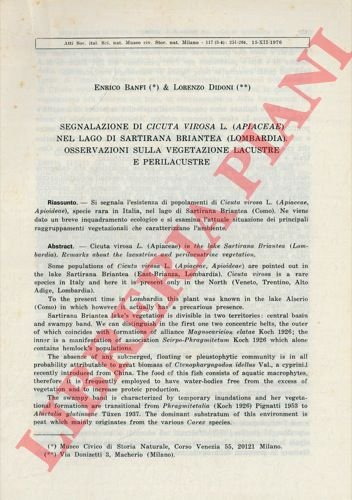 Atti Soc. ital. Sci. nat. Museo civ. Stor. nat. Milano - 117 (3-4): 251-264, 15-XII-1976
ENRICO BANFI (*) & LORENZO DIDONI (**)
SEGNALAZIONE DI CICUTA VIROSA L. (APIACEAE)
NEL LAGO DI SARTIRANA BRIANTEA (LOMBARDIA).
OSSERVAZIONI SULLA VEGETAZIONE LACUSTRE
E PERILACUSTRE
Riassunto. — Si segnala l'esistenza di popolamenti di Cicuta virosa L. (Apiaceae,
Apioideae), specie rara in Italia, nel lago di Sartirana Briantea (Como). Ne viene
dato un breve inquadramento ecologico e si esamina l'attuale situazione dei principali
raggruppamenti vegetazionali che caratterizzano l'ambiente.
Abstract. — Cicuta virosa L. (Apiaceae) in the lake Sartirana Briantea (Lom-
bardia). Remarks about the lacustrine and perilacustrine vegetation.
Some populations of Cicuta virosa L. (Apiaceae, Apioideae) are pointed out
in the lake Sartirana Briantea (Est-Brianza, Lombardia). Cicuta virosa is a rare
species in Italy and here it is present only in the North (Veneto, Trentino, Alto
Adige, Lombardia).
To the present time in Lombardia this plant was known in the lake Alserio
(Como) in which however it is actually a precarious presence.
Sartirana Briantea lake vegetation is divisible in two territories: central basin
and swampy band. We can recognize in the first one two concentric belts, the outer
of which coincides with formations of alliance Magnocaricion elatae Koch 1926; the
inner is a manifestation of association Scirpo-Phragmitetum Koch 1926 which alone
contains hemlock's population.
The absence of a submerged, floating or pleustophytic community is in all
probability attributable to great biomass of Ctenopharyngodon idellus Val., a cyprinid
recently introduced from China. The food of this fish consists of aquatic macrophytes,
therefore it is usually employed to have water-bodies free from the excess of
vegetation and to increase protein production.
The swampy band is characterized by temporary inundations and her vegeta-
tional formations are transitional from Phragmitetalia (Koch 1926) Pignatti 1953 to
Alnetalia glutinosae Tüxen 1937. The dominant substratum of this environment is
peat which mainly originates from the various Carex species.
(*) Museo Civico di Storia Naturale, Corso Venezia 55, 20121 Milano.
(**) Via Donizetti 3, Macherio (Milano).
LIBRERIA PIANI